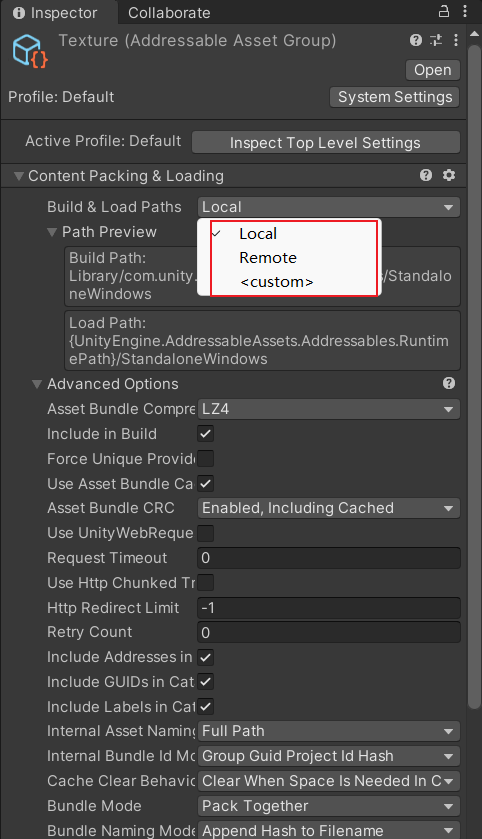 Inspector
Collaborate
Texture (Addressable Asset Group)
Open
Profile: Default
System Settings
Active Profile: Default
Inspect Top Level Settings
Content Packing & Loading
Build & Load Paths
Local
Local
Remote
<custom>
Path Preview
Build Path:
Library/com.unity.
s/Standalo
neWindows
Load Path:
{UnityEngine.AddressableAssets.Addressables.Runtim
ePath}/StandaloneWindows
Advanced Options
Asset Bundle Compre
LZ4
Include in Build
Force Unique Provide
Use Asset Bundle Ca
Asset Bundle CRC
Enabled, Including Cached
Use UnityWebReque
Request Timeout
0
Use Http Chunked Tr
Http Redirect Limit
-1
Retry Count
0
Include Addresses in
Include GUIDs in Cat
Include Labels in Cat
Internal Asset Naming
Full Path
Internal Bundle Id Mo
Group Guid Project Id Hash
Cache Clear Behavio
Clear When Space Is Needed In C
Bundle Mode
Pack Together
Bundle Naming Mode
Append Hash to Filename